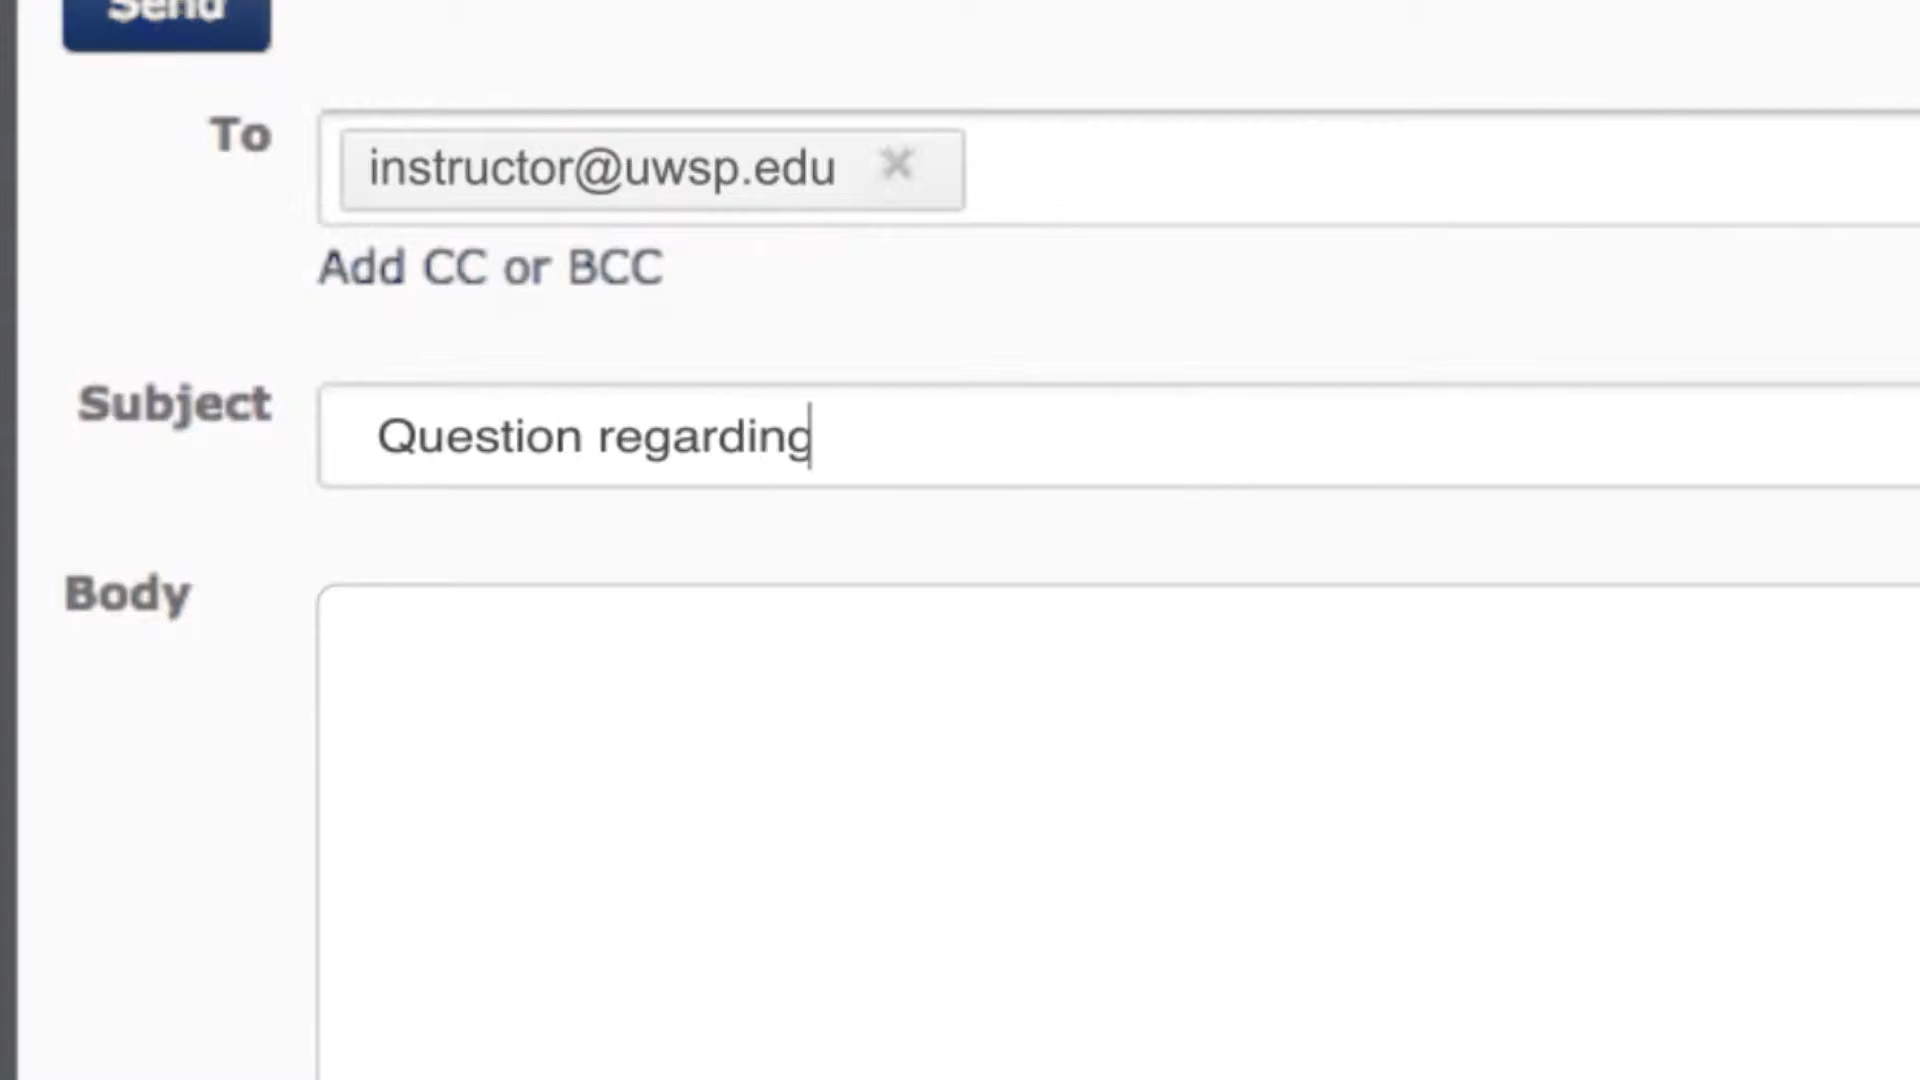 Send
To
instructor@uwsp.edu
Add CC or BCC
Subject
Question regarding
Body